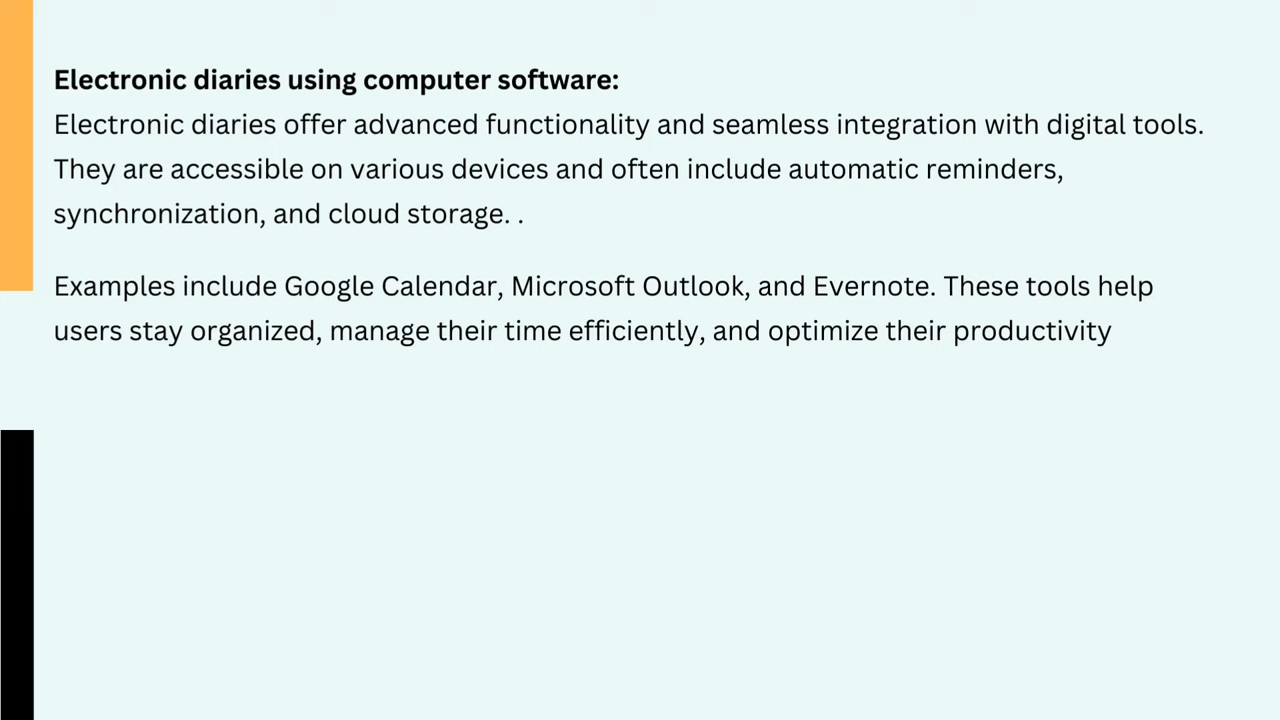 Electronic diaries using computer software:
Electronic diaries offer advanced functionality and seamless integration with digital tools.
They are accessible on various devices and often include automatic reminders,
synchronization, and cloud storage. .
Examples include Google Calendar, Microsoft Outlook, and Evernote. These tools help
users stay organized, manage their time efficiently, and optimize their productivity